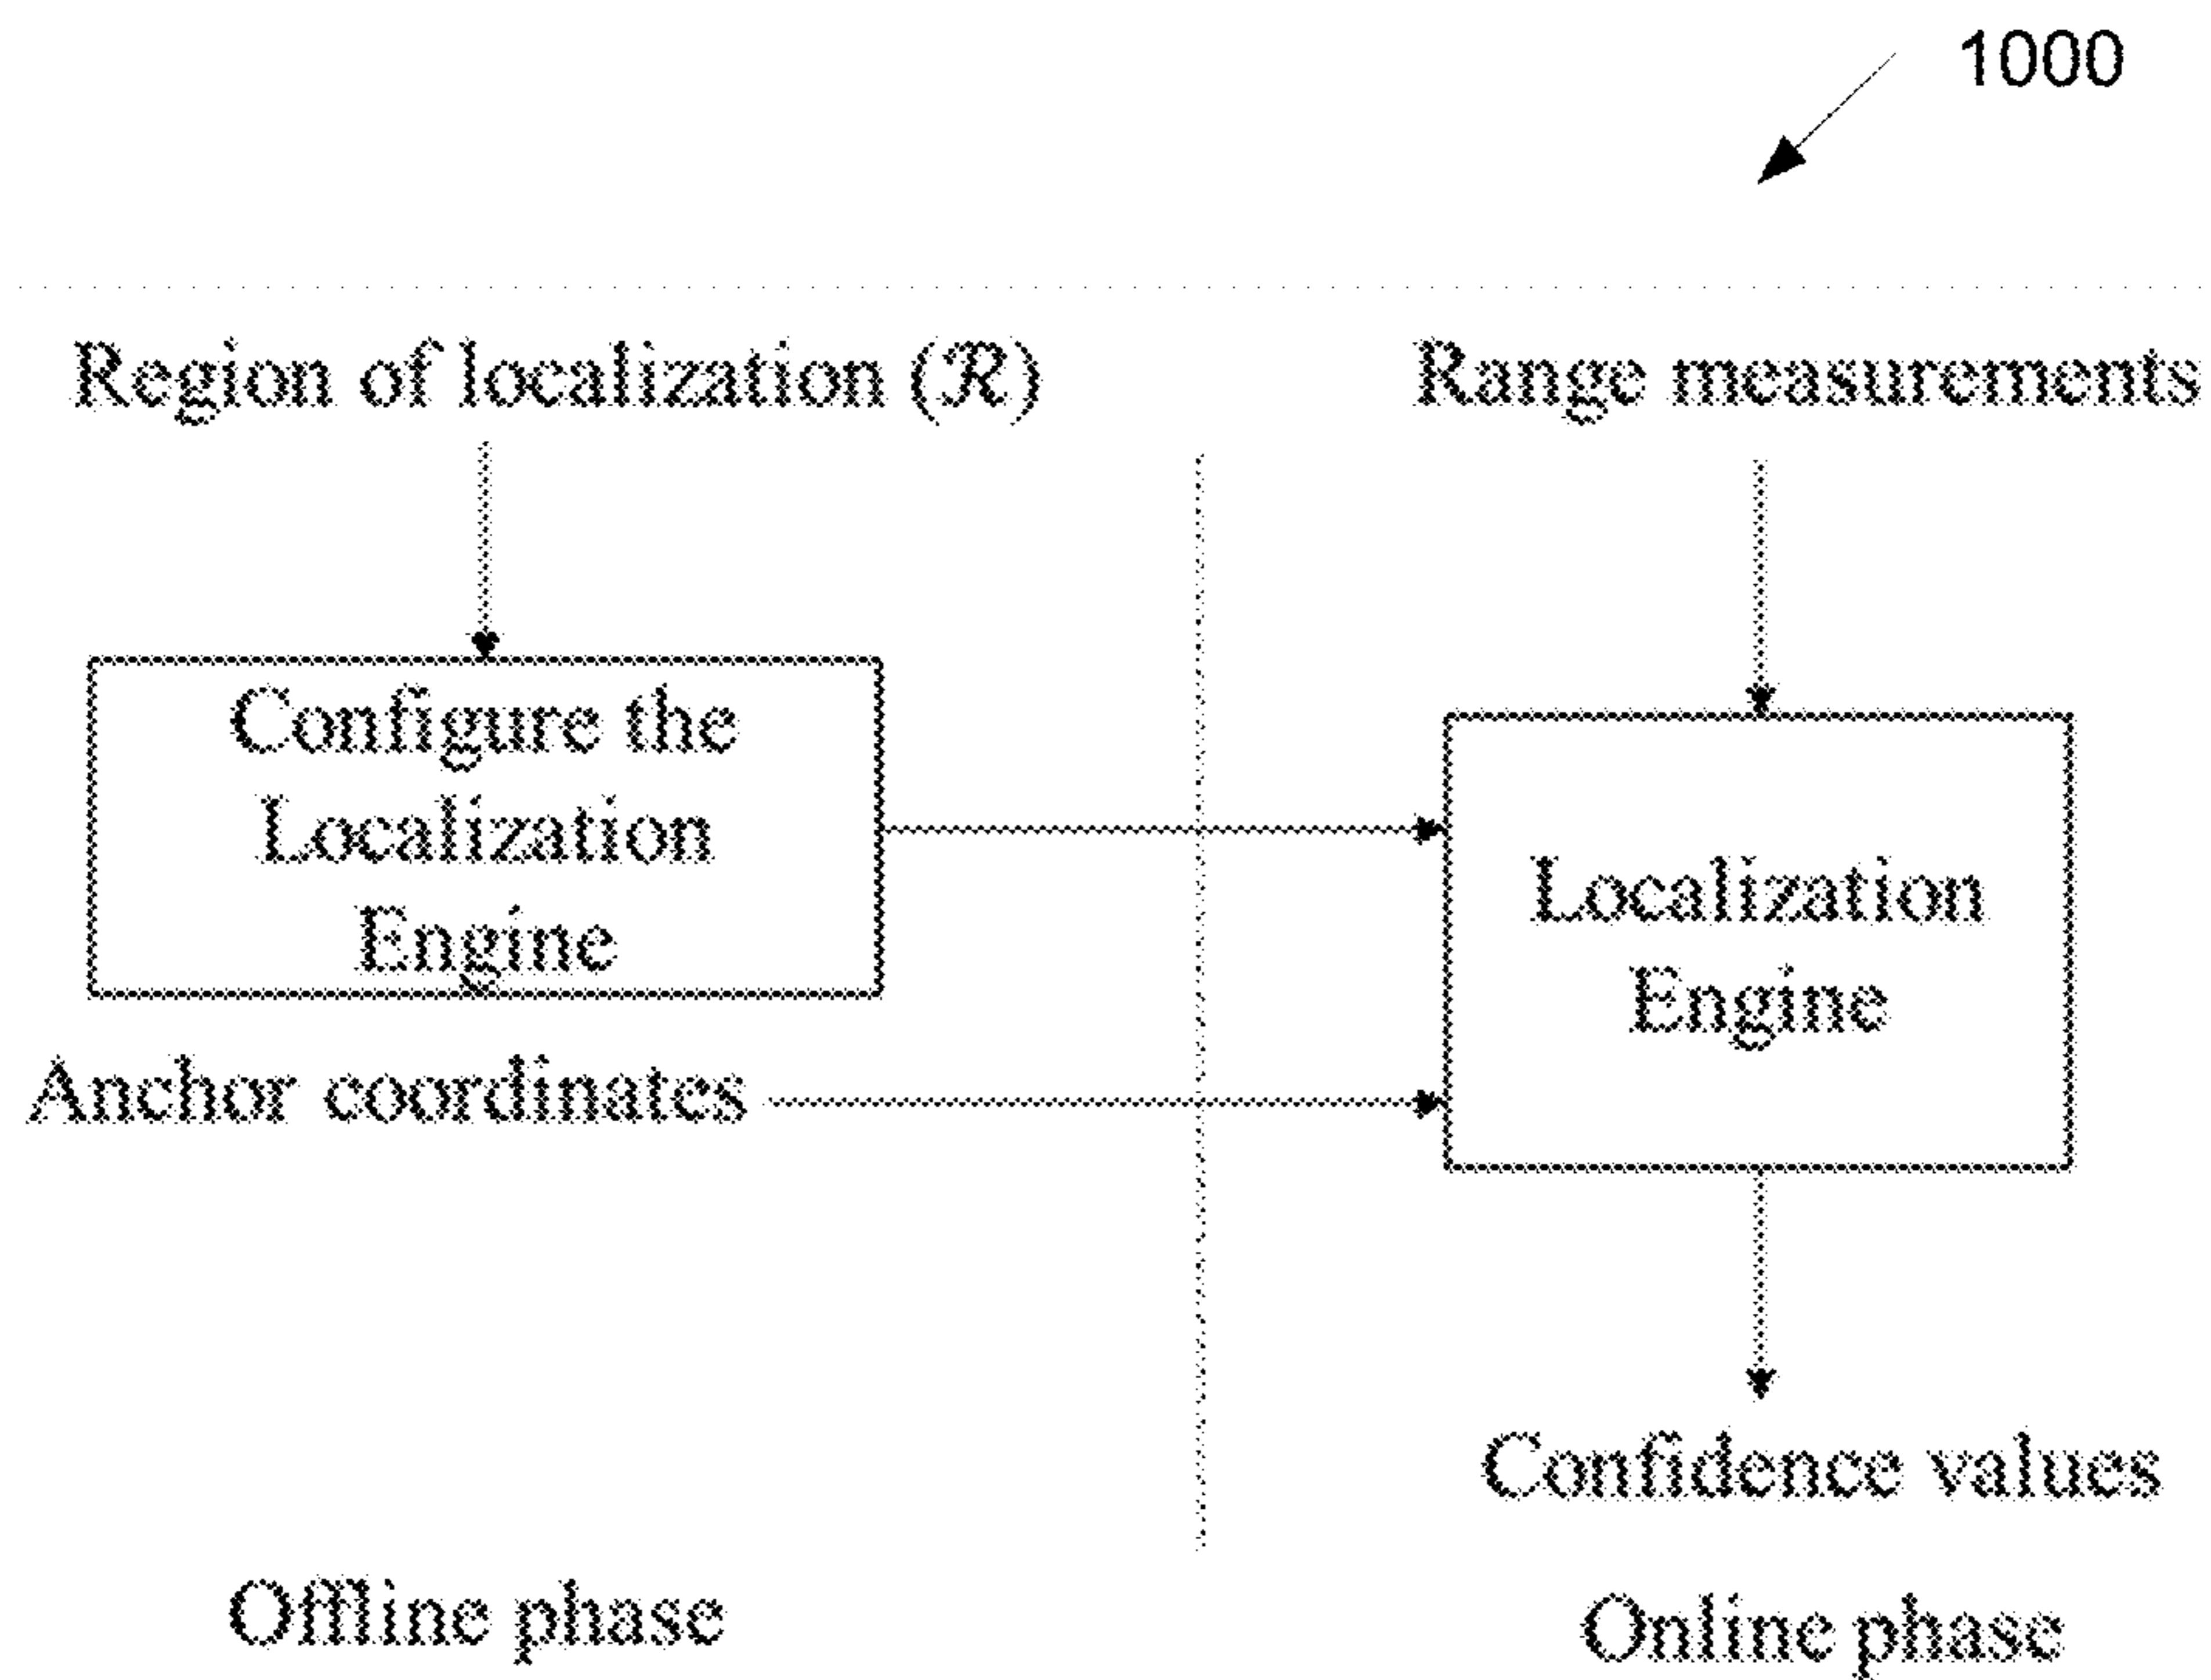 1000
Region of localization (ℛ)
Range measurements
Configure the
Localization
Engine
Localization
Engine
Anchor coordinates
Confidence values
Offline phase
Online phase